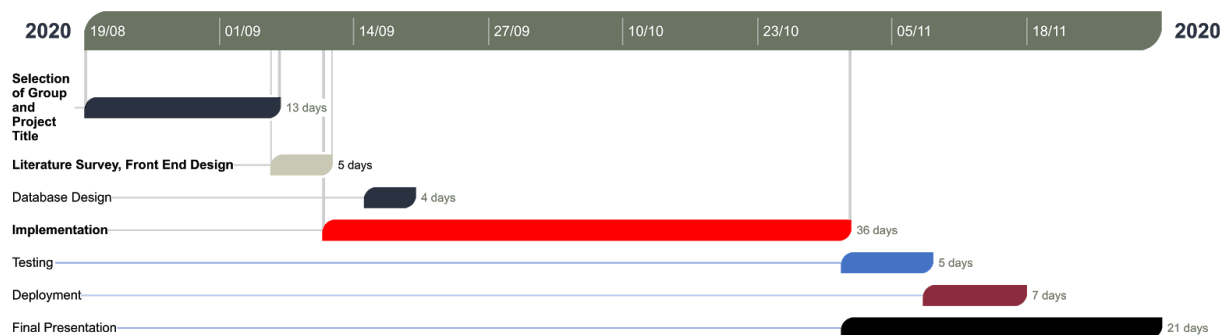 2020 19/08 01/09 14/09 27/09 10/10 23/10 05/11 18/11 2020
Selection
of Group
and
Project
Title
13 days
Literature Survey, Front End Design 5 days
Database Design 4 days
Implementation 36 days
Testing 5 days
Deployment 7 days
Final Presentation 21 days